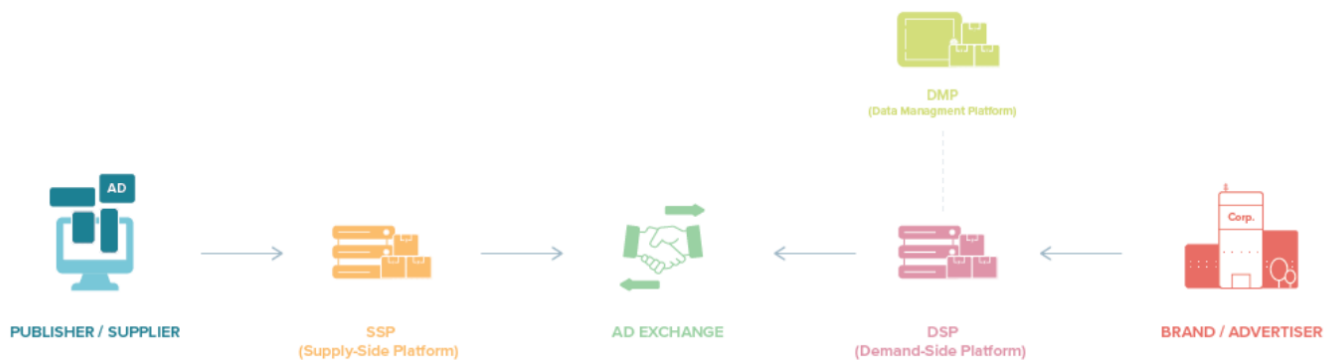 DMP
(Data Managment Platform)
AD
Corp.
PUBLISHER / SUPPLIER
SSP
(Supply-Side Platform)
AD EXCHANGE
DSP
(Demand-Side Platform)
BRAND / ADVERTISER